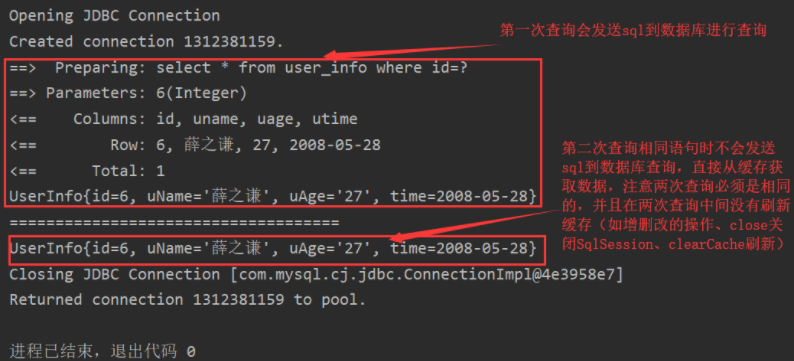 Opening JDBC Connection
Created connection 1312381159.
第一次查询会发送sql到数据库进行查询
==>  Preparing: select * from user_info where id=?
==> Parameters: 6(Integer)
<==    Columns: id, uname, uage, utime
<==        Row: 6, 薛之谦, 27, 2008-05-28
<==      Total: 1
UserInfo{id=6, uName='薛之谦', uAge='27', time=2008-05-28}
第二次查询相同语句时不会发送
sql到数据库查询，直接从缓存获
取数据，注意两次查询必须是相同
的，并且在两次查询中间没有刷新
缓存（如增删改的操作、close关
闭SqlSession、clearCache刷新）
====================================
UserInfo{id=6, uName='薛之谦', uAge='27', time=2008-05-28}
Closing JDBC Connection [com.mysql.cj.jdbc.ConnectionImpl@4e3958e7]
Returned connection 1312381159 to pool.
进程已结束，退出代码 0